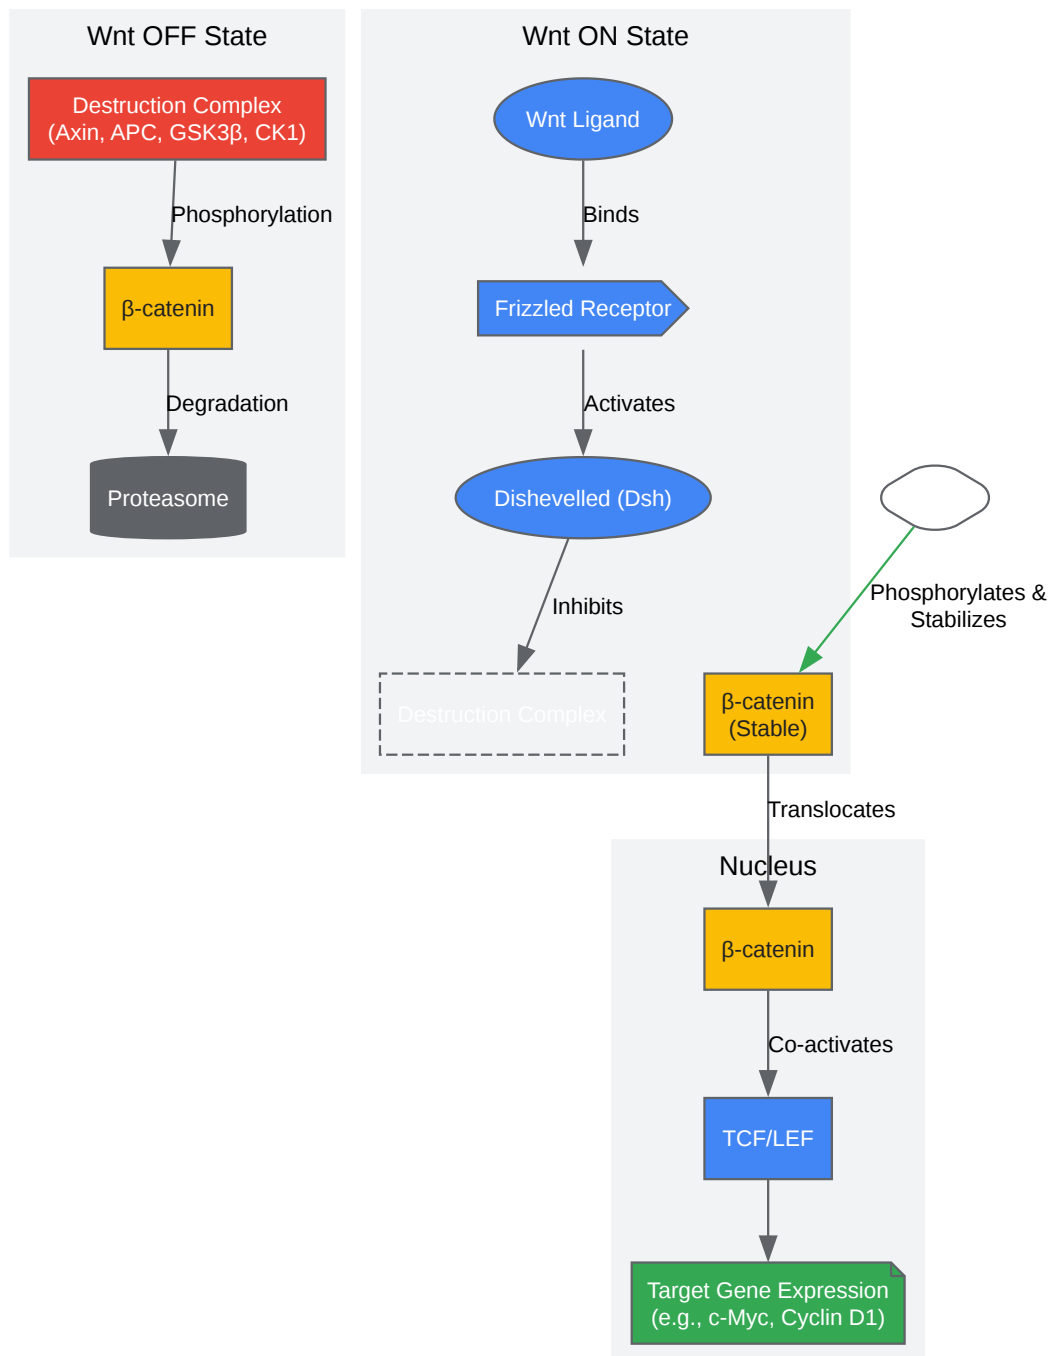 Wnt OFF State
Destruction Complex
(Axin, APC, GSK3β, CK1)
Phosphorylation
β-catenin
Degradation
Proteasome
Wnt ON State
Wnt Ligand
Binds
Frizzled Receptor
Activates
Dishevelled (Dsh)
Inhibits
Destruction Complex
Phosphorylates &
Stabilizes
β-catenin
(Stable)
Translocates
Nucleus
β-catenin
Co-activates
TCF/LEF
Target Gene Expression
(e.g., c-Myc, Cyclin D1)